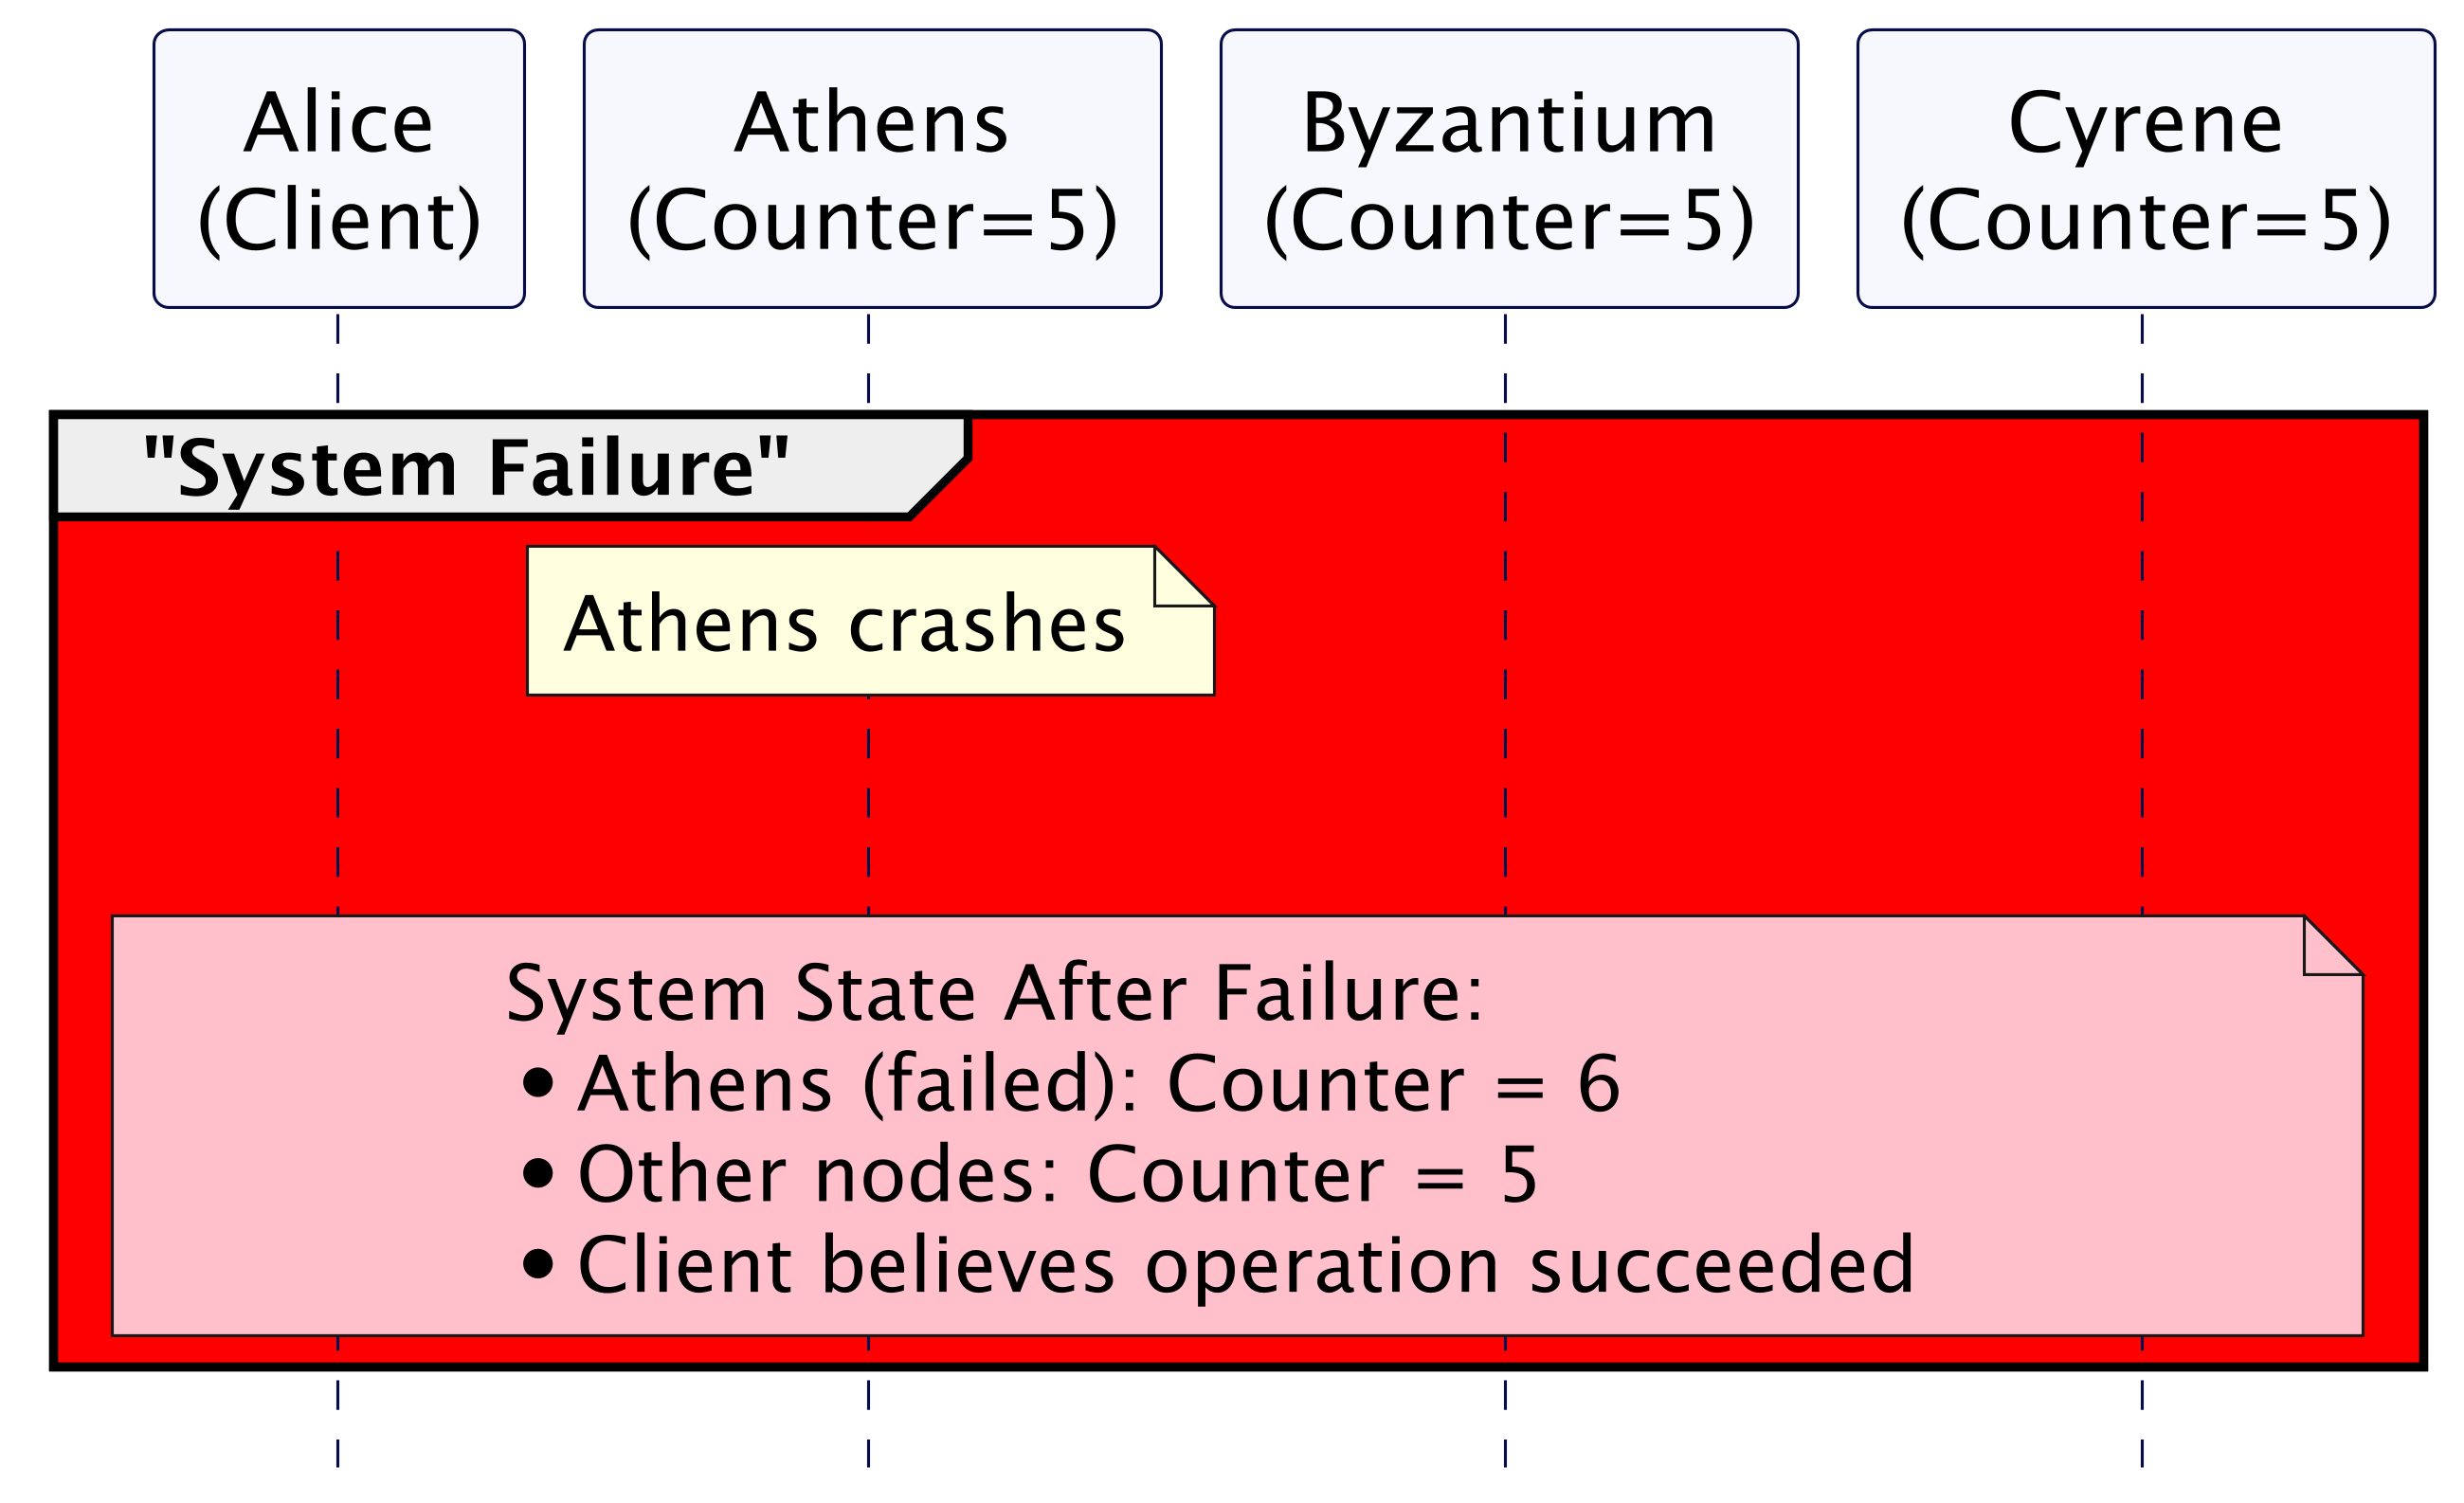 Alice
(Client)
Athens
(Counter=5)
Byzantium
(Counter=5)
Cyrene
(Counter=5)
"System Failure"
Athens crashes
System State After Failure:
• Athens (failed): Counter = 6
• Other nodes: Counter = 5
• Client believes operation succeeded